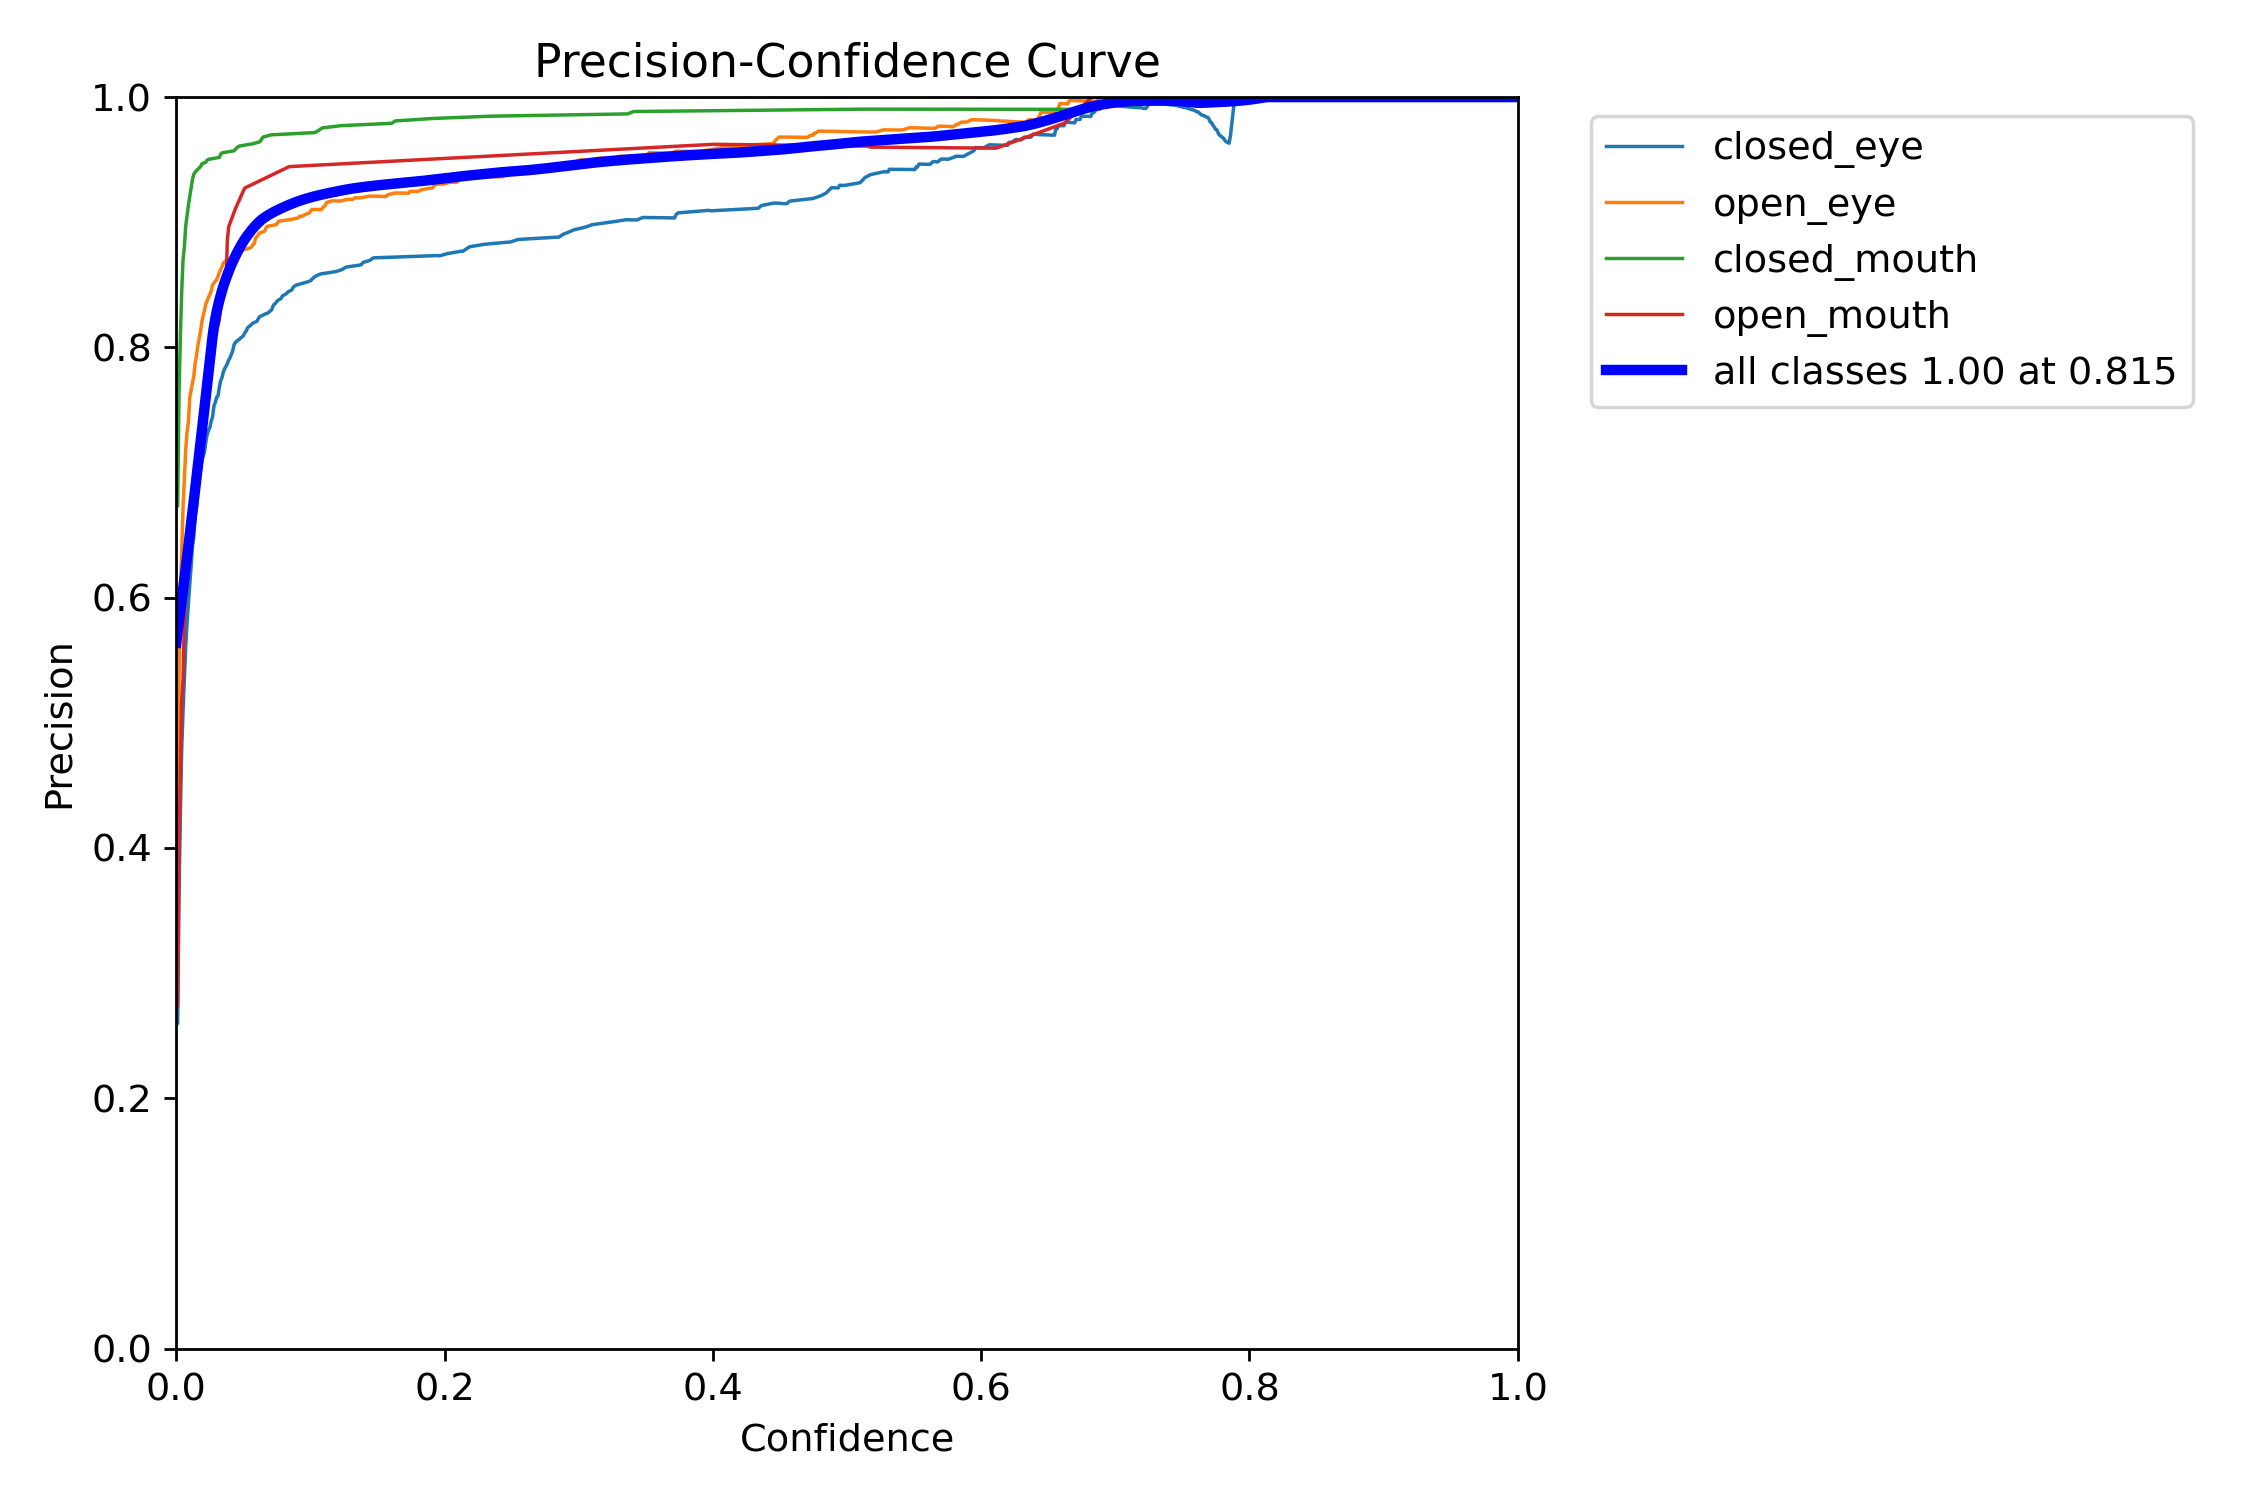 Precision-Confidence Curve
1.0
0.8
0.6
0.4
0.2
0.0
Precision
0.0 0.2 0.4 0.6 0.8 1.0
Confidence
closed_eye
open_eye
closed_mouth
open_mouth
all classes 1.00 at 0.815